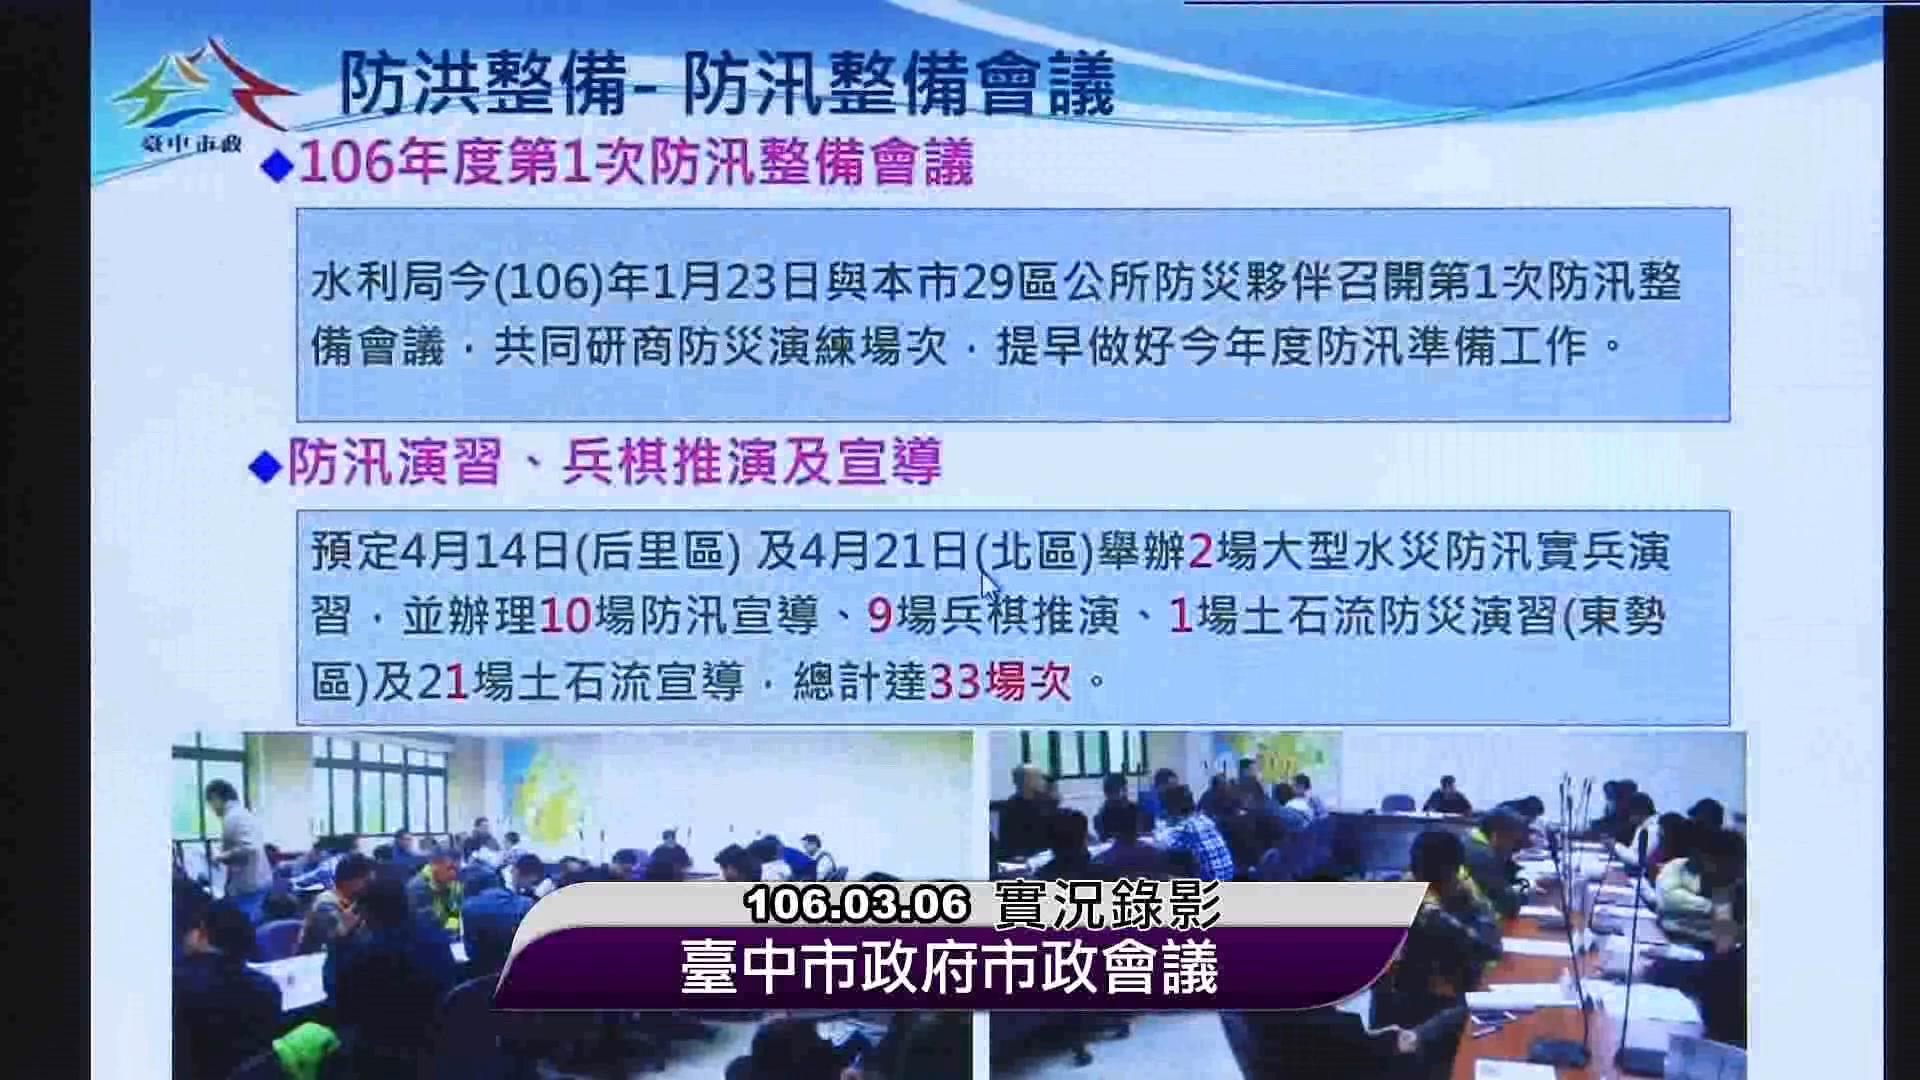 防洪整備- 防汛整備會議
臺中市政
◆106年度第1次防汛整備會議
水利局今(106)年1月23日與本市29區公所防災夥伴召開第1次防汛整
備會議，共同研商防災演練場次，提早做好今年度防汛準備工作。
◆防汛演習、兵棋推演及宣導
預定4月14日(后里區) 及4月21日(北區)舉辦2場大型水災防汛實兵演
習，並辦理10場防汛宣導、9場兵棋推演、1場土石流防災演習(東勢
區)及21場土石流宣導，總計達33場次。
106.03.06 實況錄影
臺中市政府市政會議